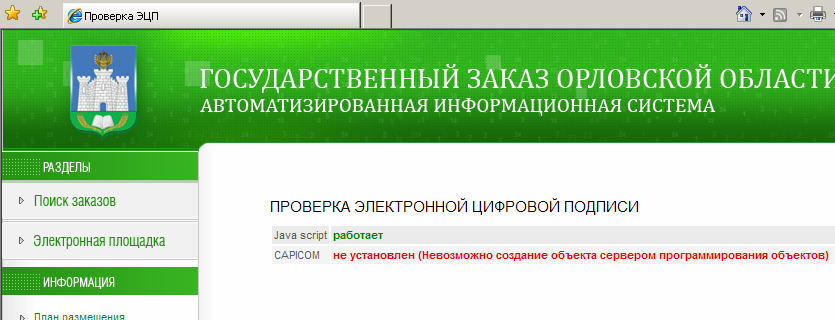 Проверка ЭЦП
ГОСУДАРСТВЕННЫЙ ЗАКАЗ ОРЛОВСКОЙ ОБЛАСТИ
АВТОМАТИЗИРОВАННАЯ ИНФОРМАЦИОННАЯ СИСТЕМА
РАЗДЕЛЫ
Поиск заказов
Электронная площадка
ИНФОРМАЦИЯ
План размещения
ПРОВЕРКА ЭЛЕКТРОННОЙ ЦИФРОВОЙ ПОДПИСИ
Java script работает
CAPICOM не установлен (Невозможно создание объекта сервером программирования объектов)